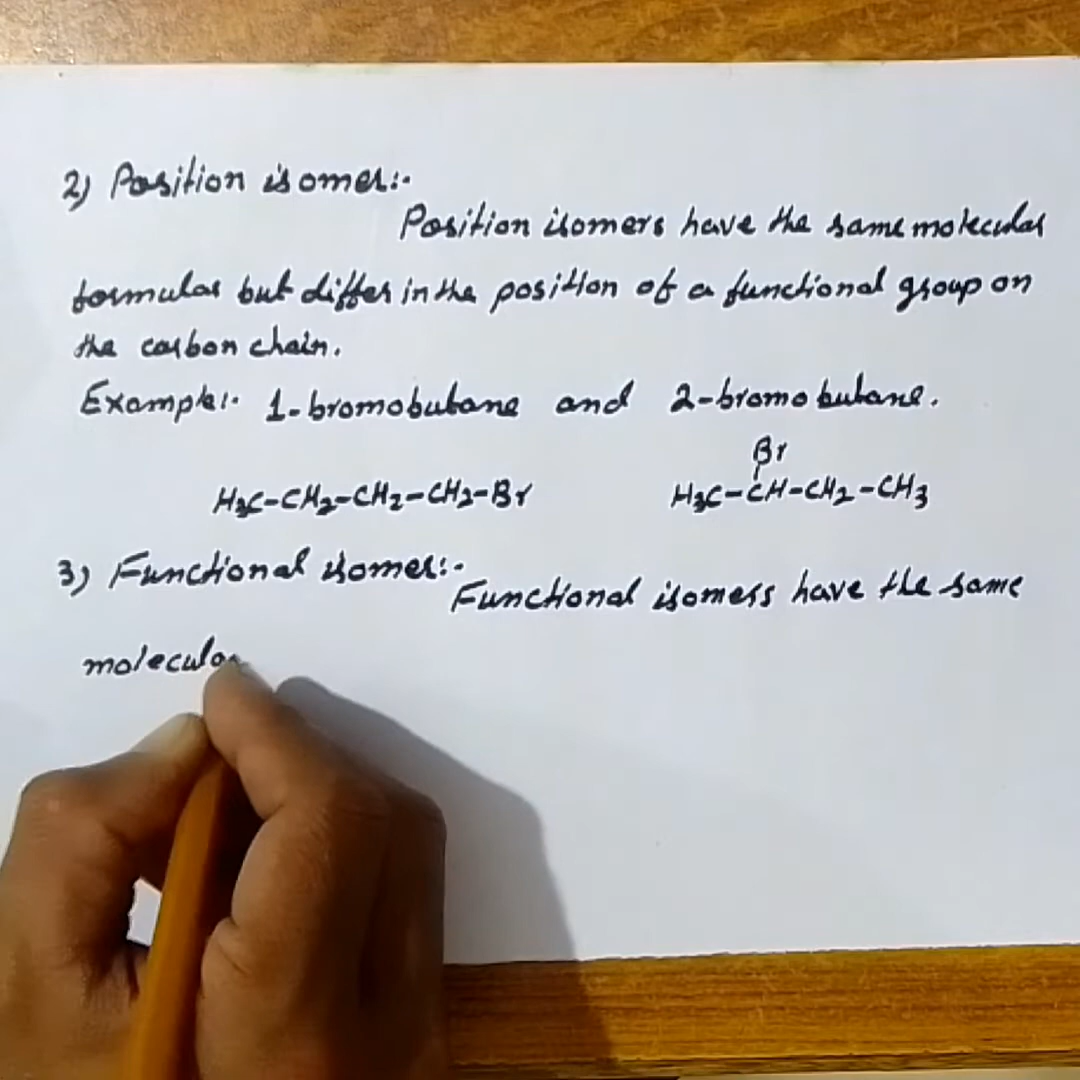 2) Position isomer:-
Position isomers have the same molecular
formular but differ in the position of a functional group on
the carbon chain.
Example:- 1-bromobutane and 2-bromobutane.
Br
H3C-CH2-CH2-CH2-Br H3C-CH-CH2-CH3
3) Functional isomer:-
Functional isomers have the same
molecular